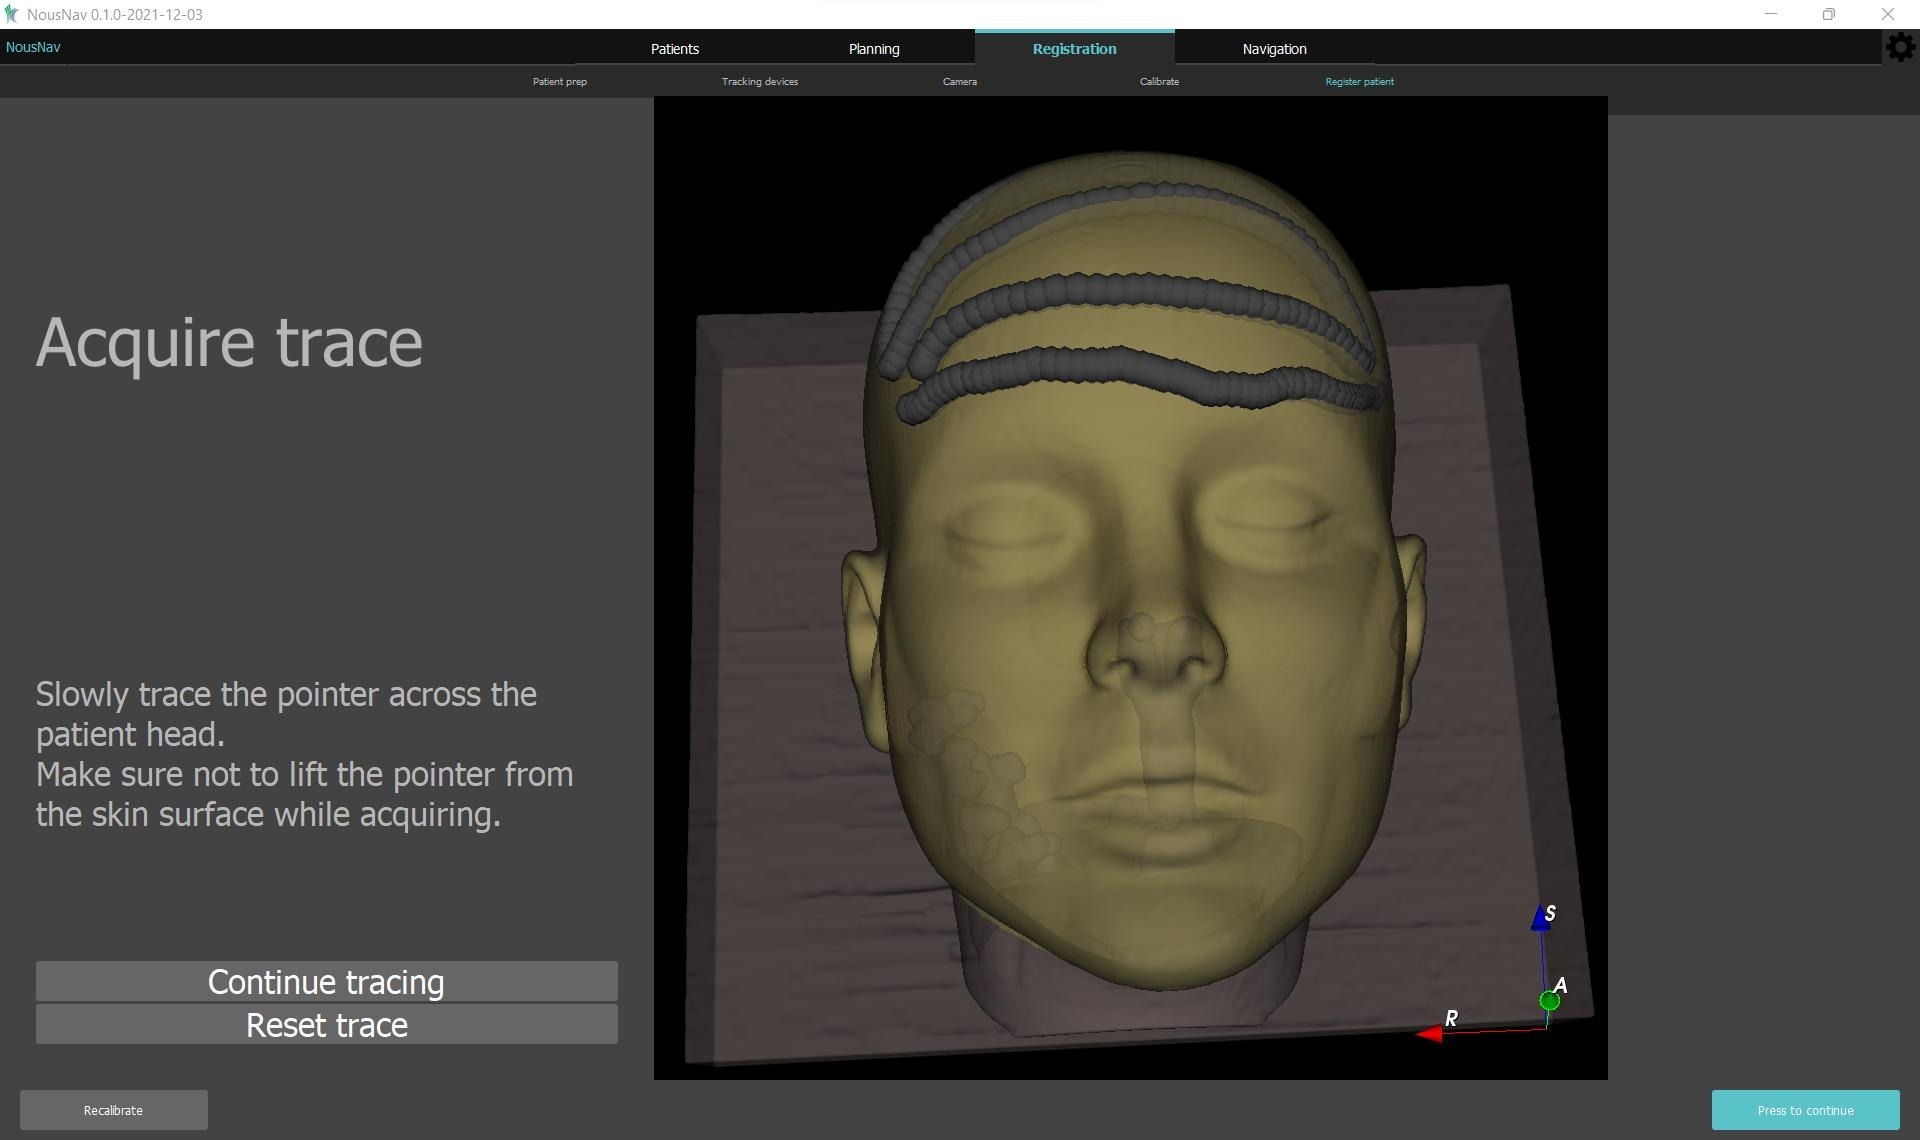 NousNav 0.1.0-2021-12-03
NousNav
Patients
Planning
Registration
Navigation
Patient prep
Tracking devices
Camera
Calibrate
Register patient
Acquire trace
Slowly trace the pointer across the
patient head.
Make sure not to lift the pointer from
the skin surface while acquiring.
Continue tracing
Reset trace
S
A
R
Recalibrate
Press to continue